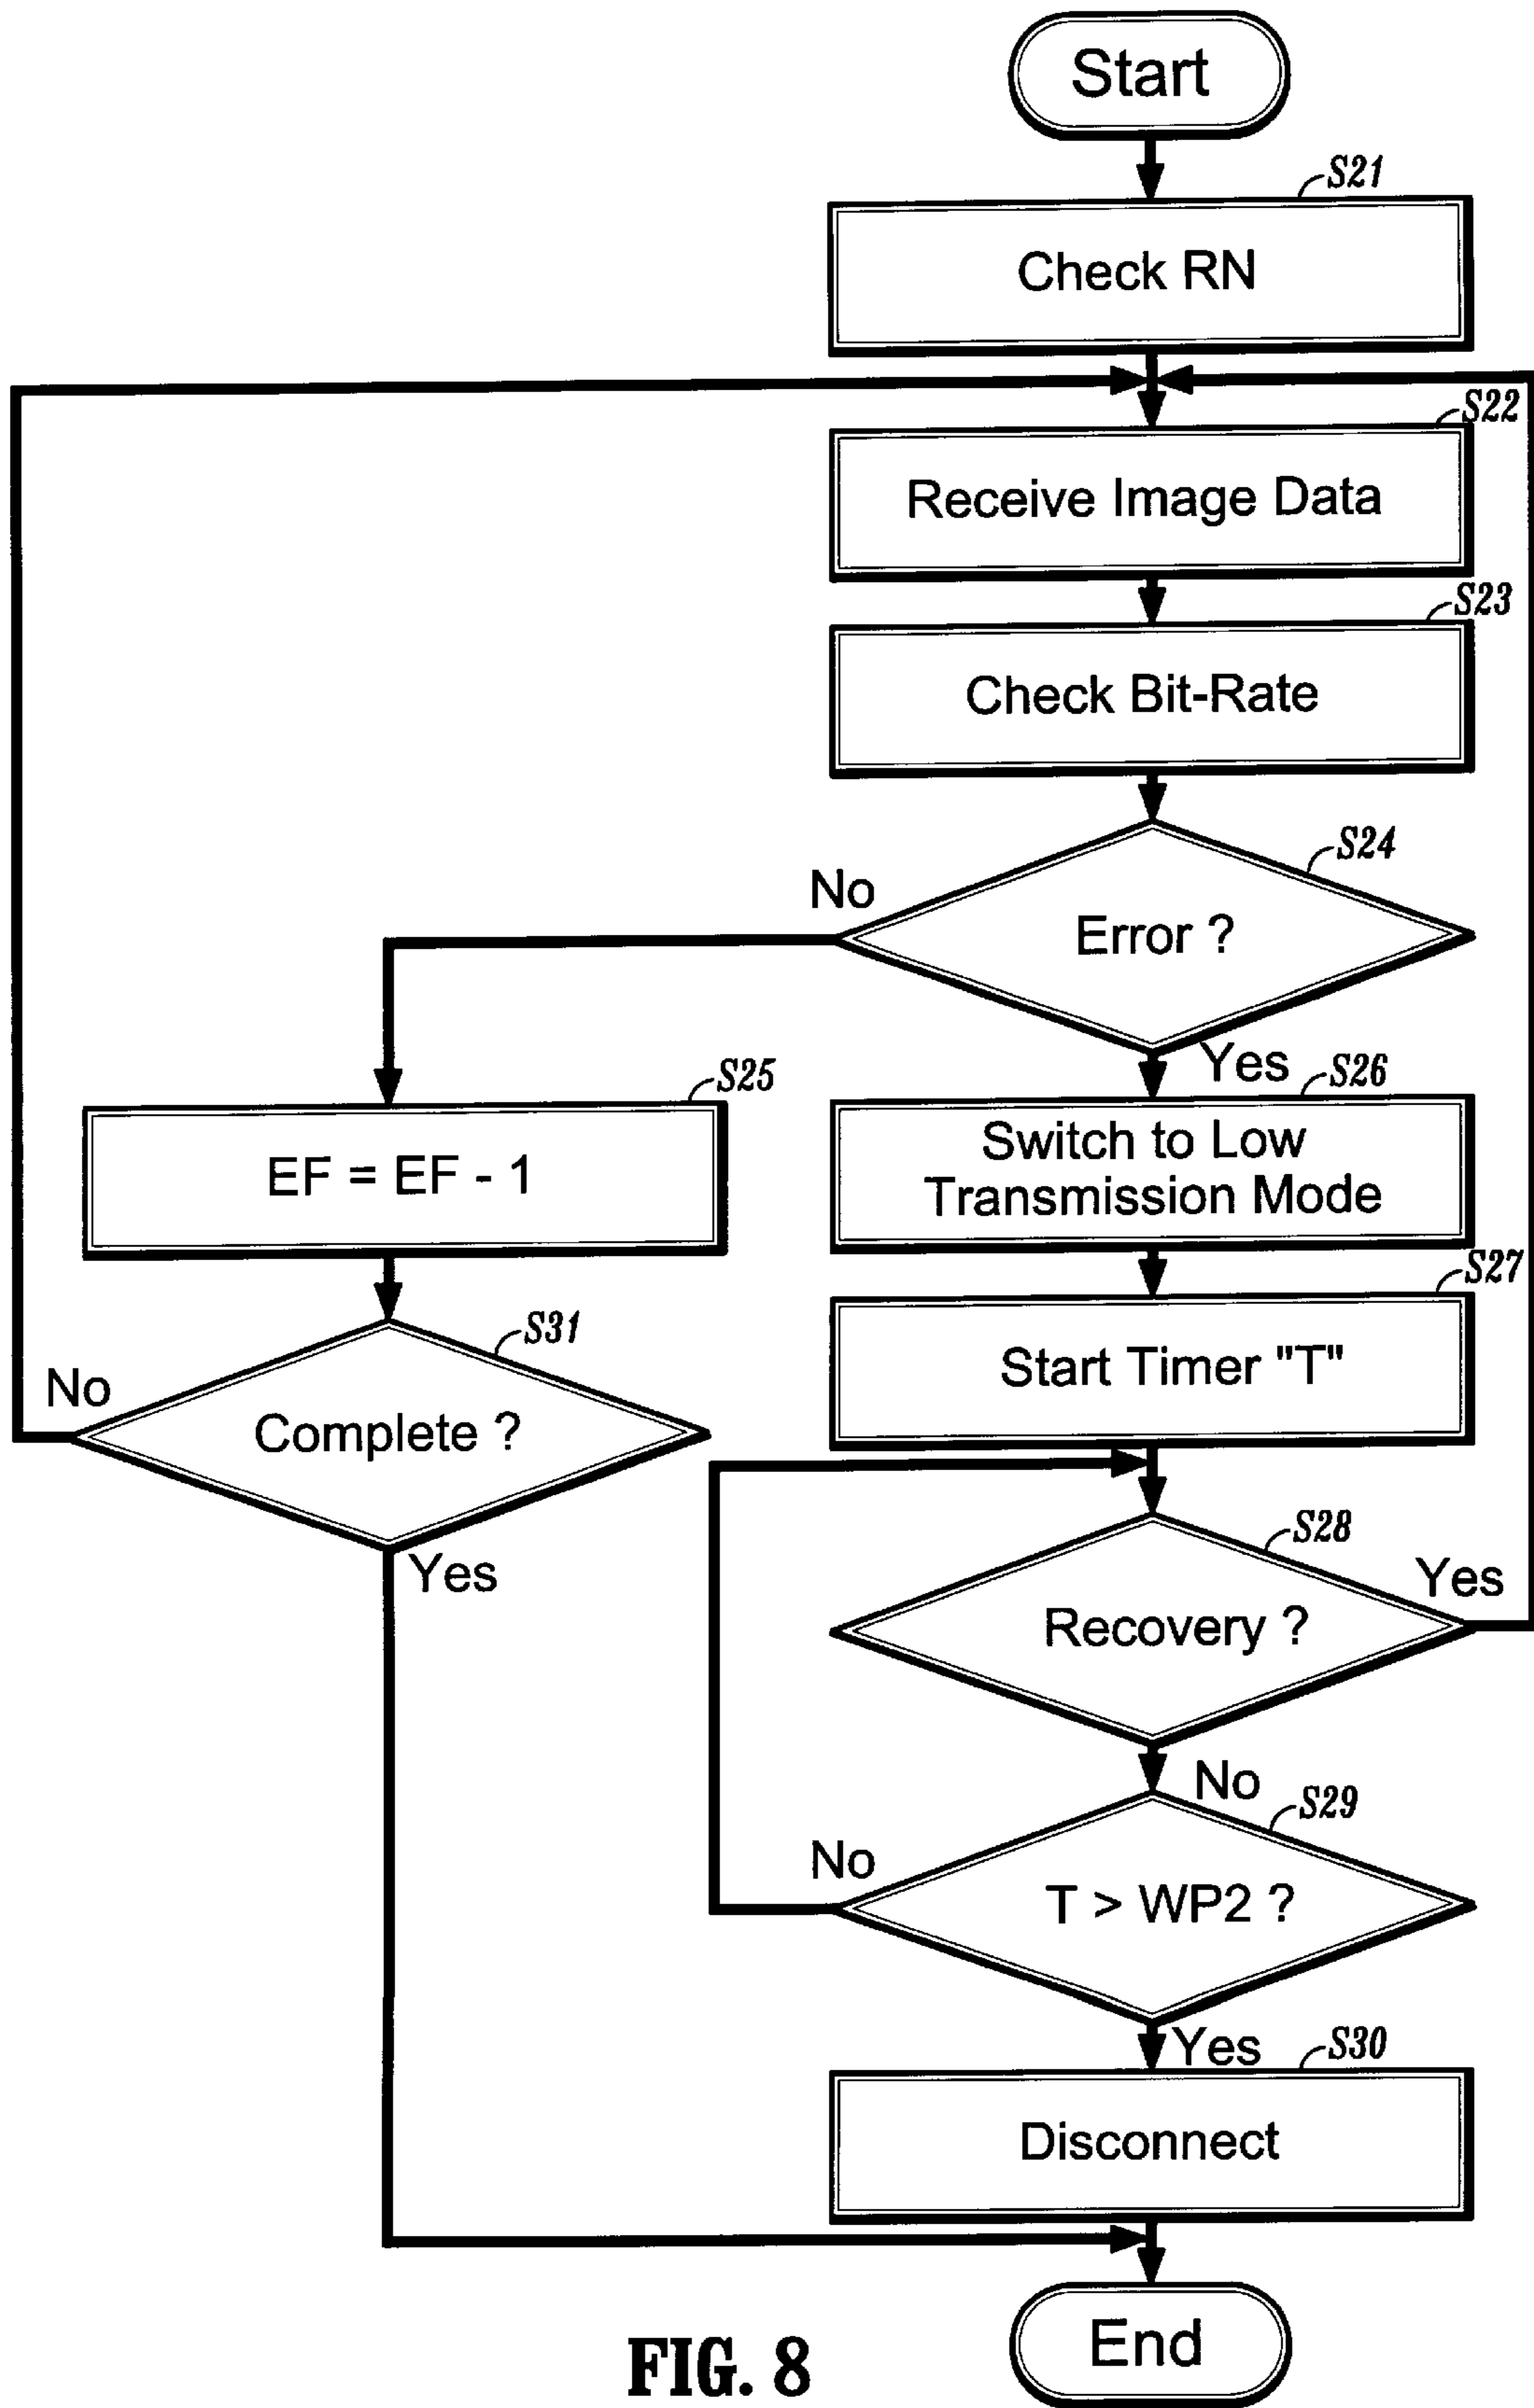 Start
S21
Check RN
S22
Receive Image Data
S23
Check Bit-Rate
S24
No
Error ?
Yes
S25
EF = EF - 1
S26
Switch to Low
Transmission Mode
S27
Start Timer "T"
S31
No
Complete ?
Yes
S28
Yes
Recovery ?
No
S29
No
T > WP2 ?
Yes
S30
Disconnect
End
FIG. 8